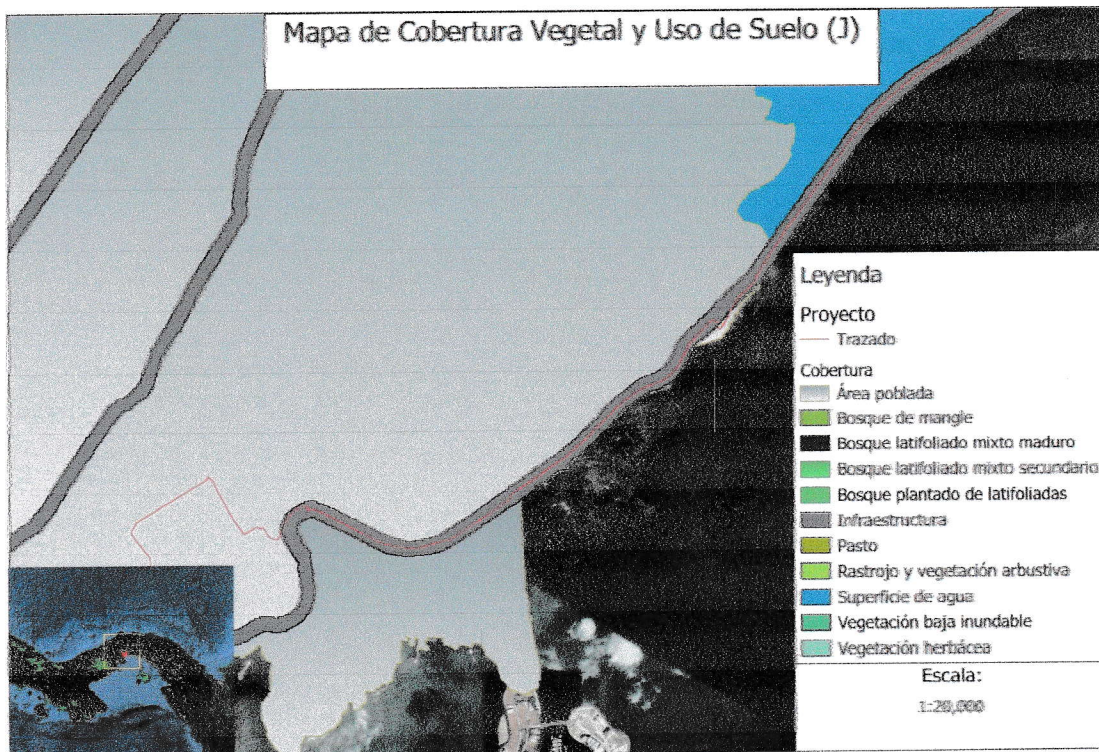 Mapa de Cobertura Vegetal y Uso de Suelo (J)
Leyenda
Proyecto
Trazado
Cobertura
Área poblada
Bosque de mangle
Bosque latifoliado mixto maduro
Bosque latifoliado mixto secundario
Bosque plantado de latifoliadas
Infraestructura
Pasto
Rastrojo y vegetación arbustiva
Superficie de agua
Vegetación baja inundable
Vegetación herbácea
Escala:
1:20,000